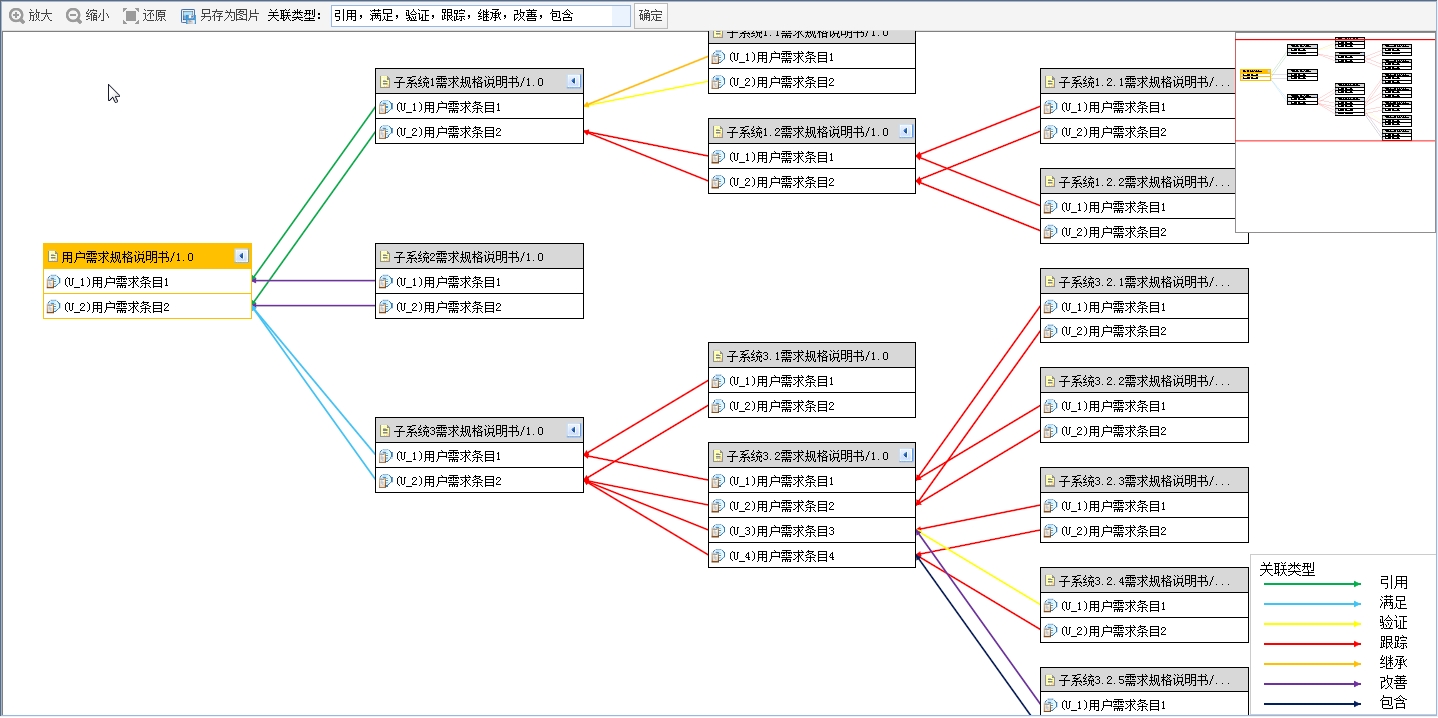 放大 缩小 还原 另存为图片 关联类型： 引用，满足，验证，跟踪，继承，改善，包含 确定
用户需求规格说明书/1.0
(U_1)用户需求条目1
(U_2)用户需求条目2
子系统1需求规格说明书/1.0
(U_1)用户需求条目1
(U_2)用户需求条目2
子系统2需求规格说明书/1.0
(U_1)用户需求条目1
(U_2)用户需求条目2
子系统3需求规格说明书/1.0
(U_1)用户需求条目1
(U_2)用户需求条目2
子系统1.1需求规格说明书/1.0
(U_1)用户需求条目1
(U_2)用户需求条目2
子系统1.2需求规格说明书/1.0
(U_1)用户需求条目1
(U_2)用户需求条目2
子系统3.1需求规格说明书/1.0
(U_1)用户需求条目1
(U_2)用户需求条目2
子系统3.2需求规格说明书/1.0
(U_1)用户需求条目1
(U_2)用户需求条目2
(U_3)用户需求条目3
(U_4)用户需求条目4
子系统1.2.1需求规格说明书/...
(U_1)用户需求条目1
(U_2)用户需求条目2
子系统1.2.2需求规格说明书/...
(U_1)用户需求条目1
(U_2)用户需求条目2
子系统3.2.1需求规格说明书/...
(U_1)用户需求条目1
(U_2)用户需求条目2
子系统3.2.2需求规格说明书/...
(U_1)用户需求条目1
(U_2)用户需求条目2
子系统3.2.3需求规格说明书/...
(U_1)用户需求条目1
(U_2)用户需求条目2
子系统3.2.4需求规格说明书/...
(U_1)用户需求条目1
(U_2)用户需求条目2
子系统3.2.5需求规格说明书/...
(U_1)用户需求条目1
关联类型
引用
满足
验证
跟踪
继承
改善
包含